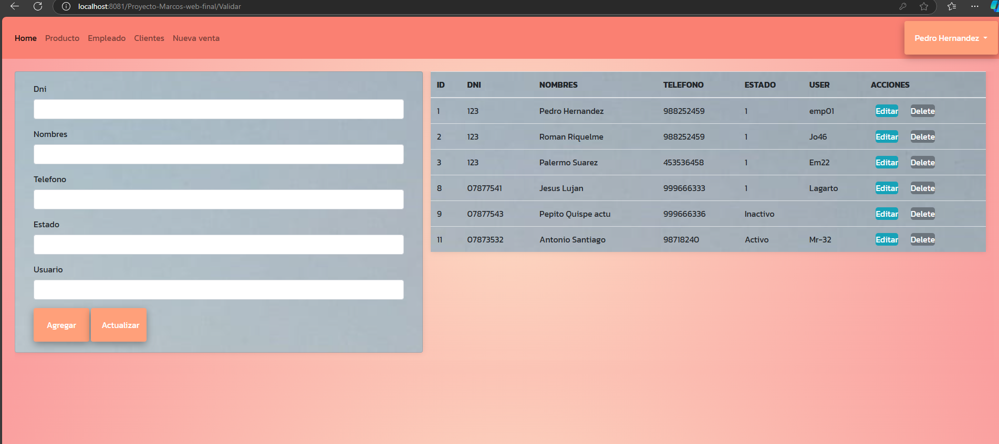 localhost:8081/Proyecto-Marcos-web-final/Validar
Home Producto Empleado Clientes Nueva venta
Pedro Hernandez
Dni
Nombres
Telefono
Estado
Usuario
Agregar Actualizar
ID DNI NOMBRES TELEFONO ESTADO USER ACCIONES
1 123 Pedro Hernandez 988252459 1 emp01 Editar Delete
2 123 Roman Riquelme 988252459 1 Jo46 Editar Delete
3 123 Palermo Suarez 453536458 1 Em22 Editar Delete
8 07877541 Jesus Lujan 999666333 1 Lagarto Editar Delete
9 07877543 Pepito Quispe actu 999666336 Inactivo Editar Delete
11 07873532 Antonio Santiago 98718240 Activo Mr-32 Editar Delete